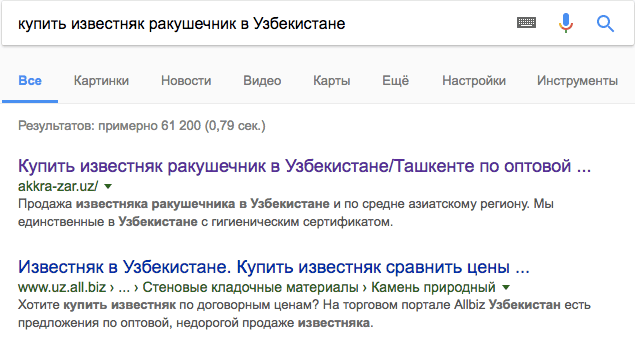 купить известняк ракушечник в Узбекистане
Все Картинки Новости Видео Карты Ещё Настройки Инструменты
Результатов: примерно 61 200 (0,79 сек.)
Купить известняк ракушечник в Узбекистане/Ташкенте по оптовой ...
akkra-zar.uz/
Продажа известняка ракушечника в Узбекистане и по средне азиатскому региону. Мы
единственные в Узбекистане с гигиеническим сертификатом.
Известняк в Узбекистане. Купить известняк сравнить цены ...
www.uz.all.biz › ... › Стеновые кладочные материалы › Камень природный
Хотите купить известняк по договорным ценам? На торговом портале Allbiz Узбекистан есть
предложения по оптовой, недорогой продаже известняка.